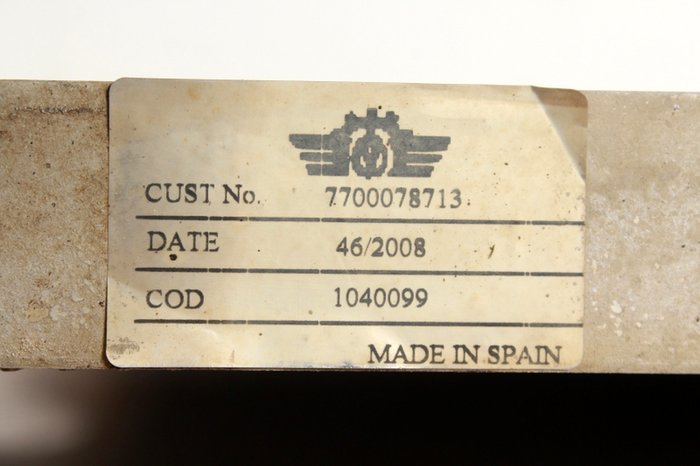 CUST No. 7700078713
DATE 46/2008
COD 1040099
MADE IN SPAIN